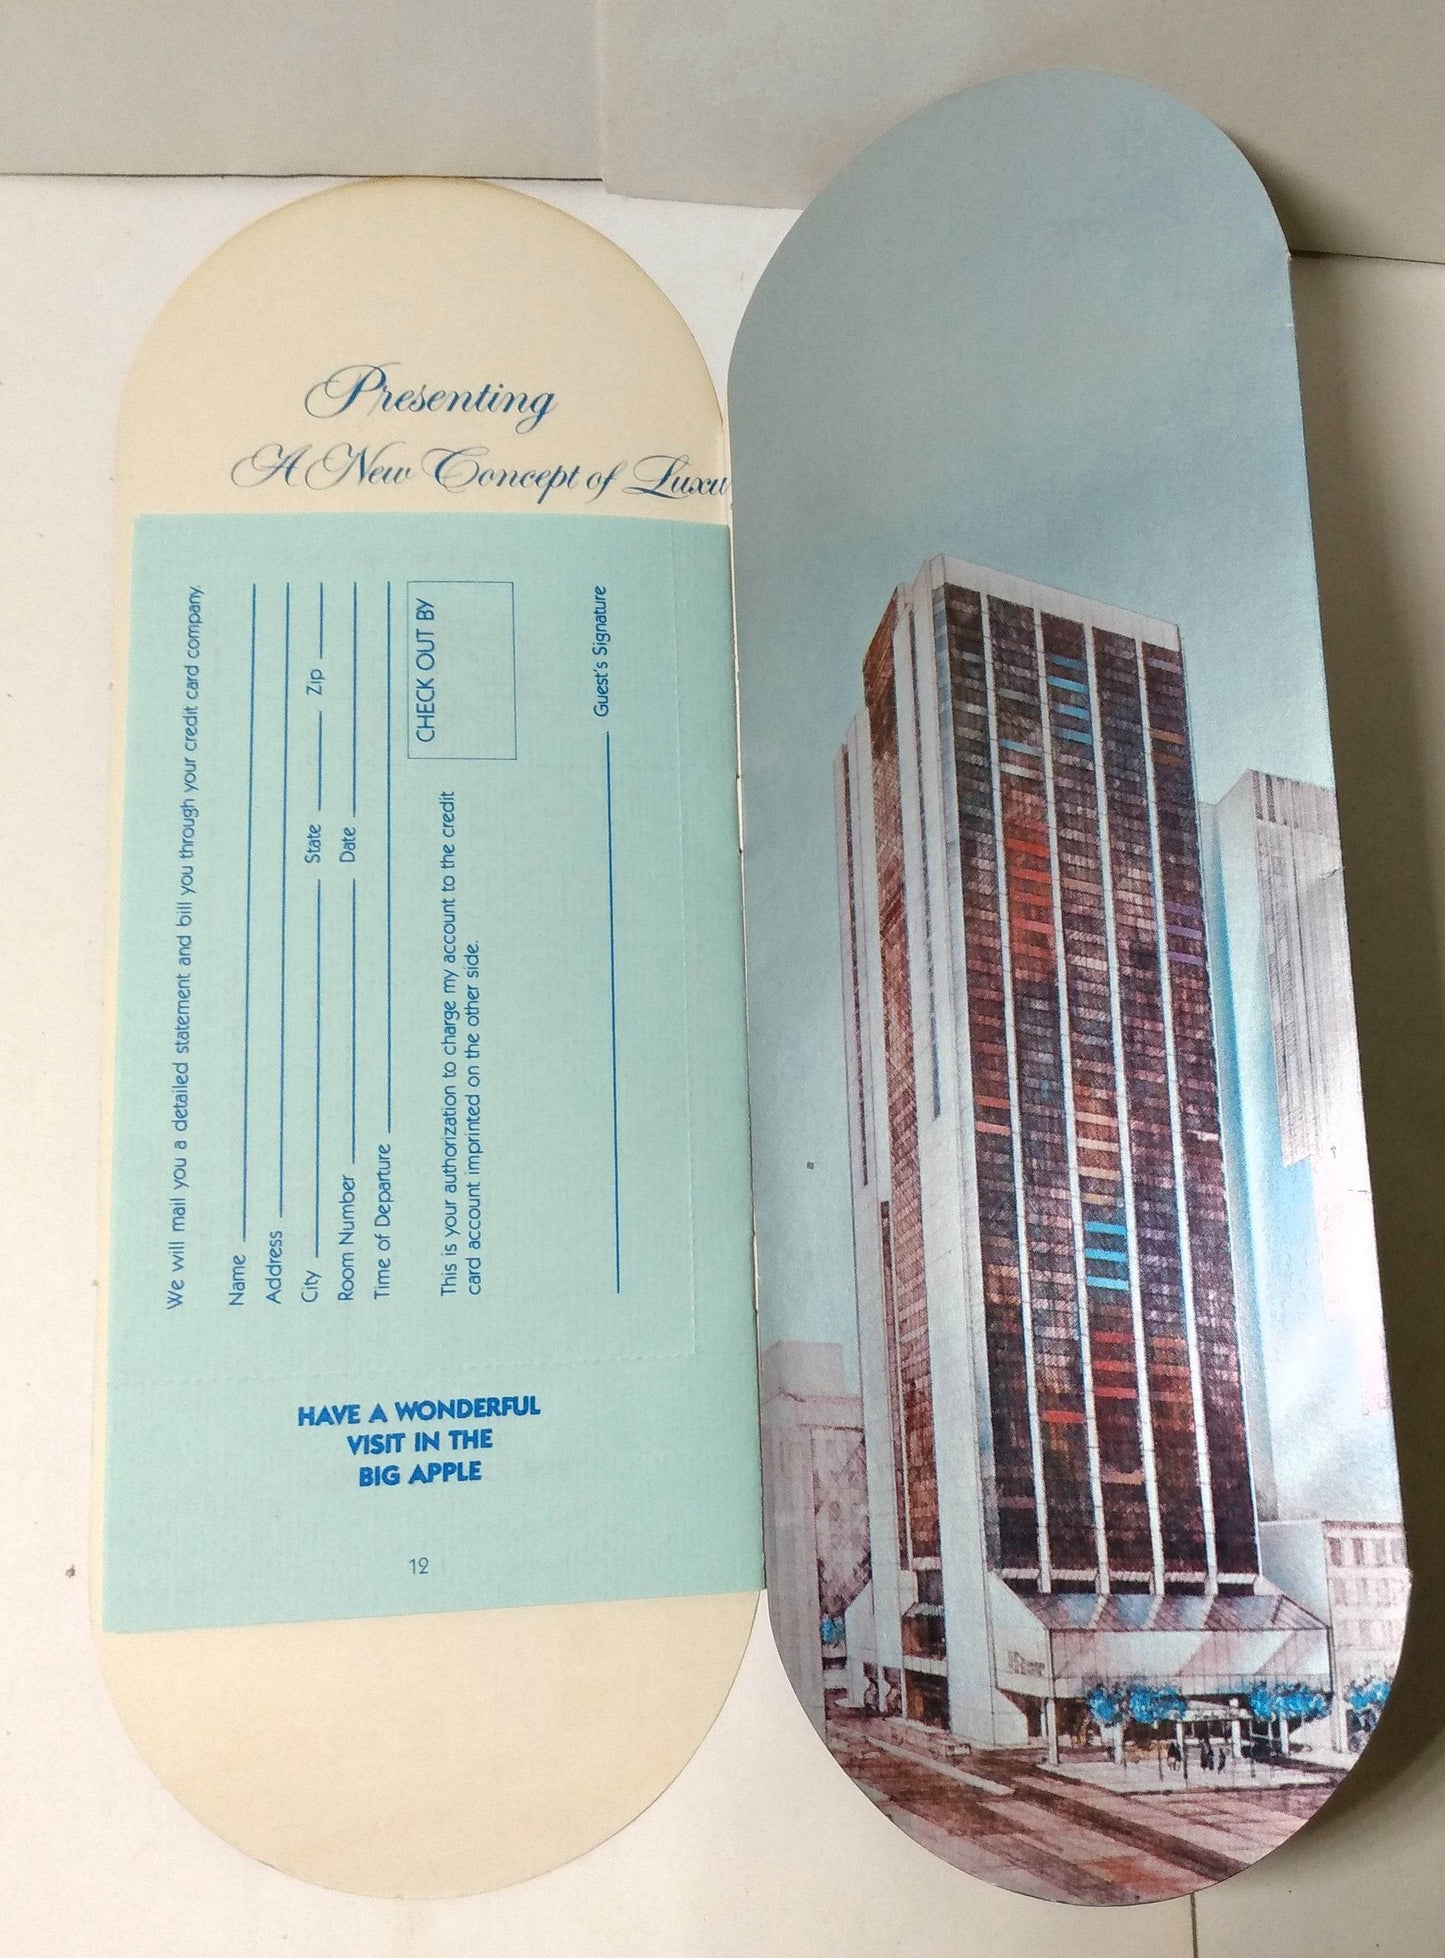 Presenting
A New Concept of Luxu
We will mail you a detailed statement and bill you through your credit card company.
Name
Address
City State Zip
Room Number Date
Time of Departure
CHECK OUT BY
This is your authorization to charge my account to the credit
card account imprinted on the other side.
Guest's Signature
HAVE A WONDERFUL
VISIT IN THE
BIG APPLE
12